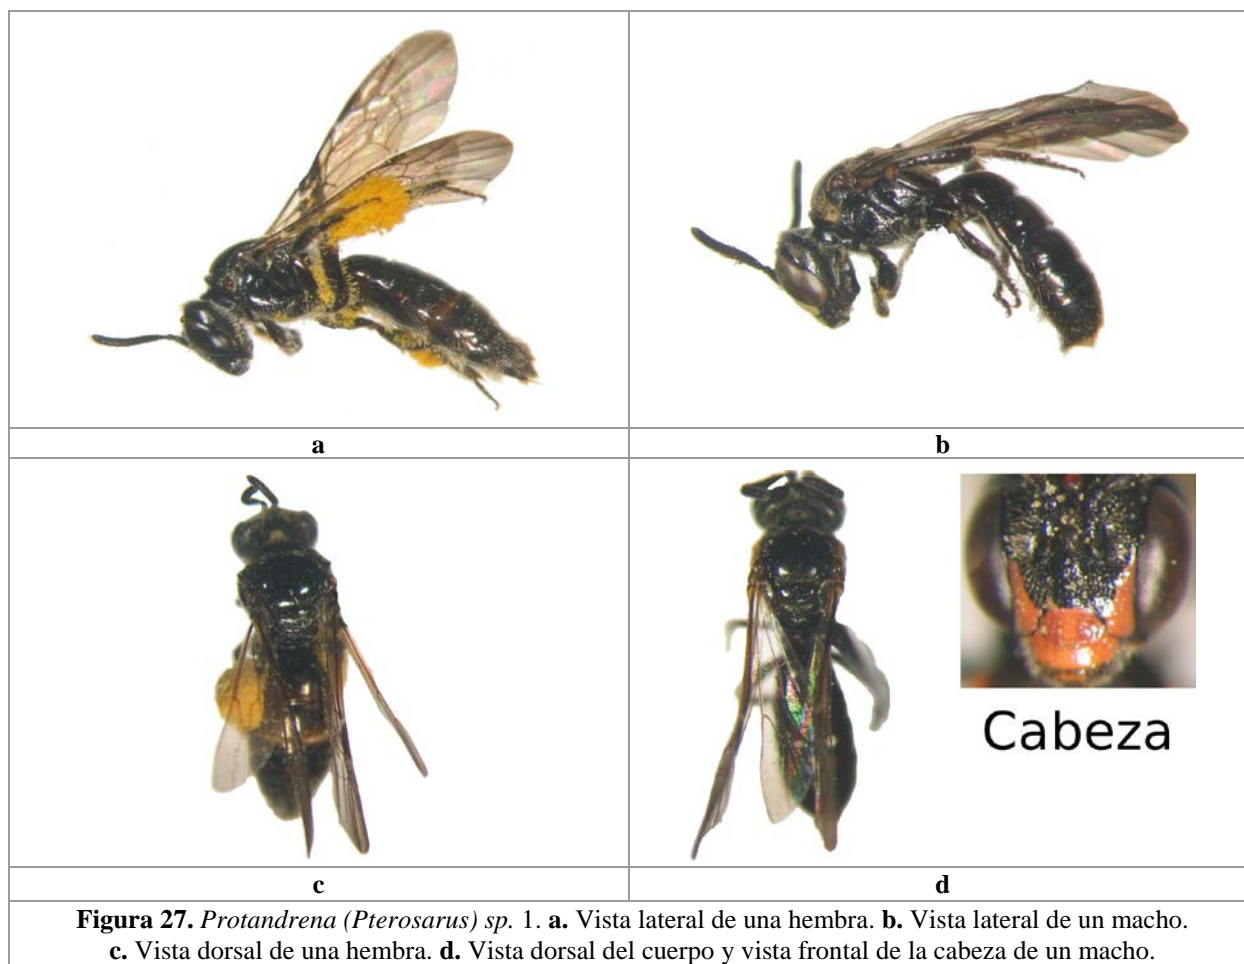 a
b
Cabeza
c
d
Figura 27. Protandrena (Pterosarus) sp. 1. a. Vista lateral de una hembra. b. Vista lateral de un macho.
c. Vista dorsal de una hembra. d. Vista dorsal del cuerpo y vista frontal de la cabeza de un macho.